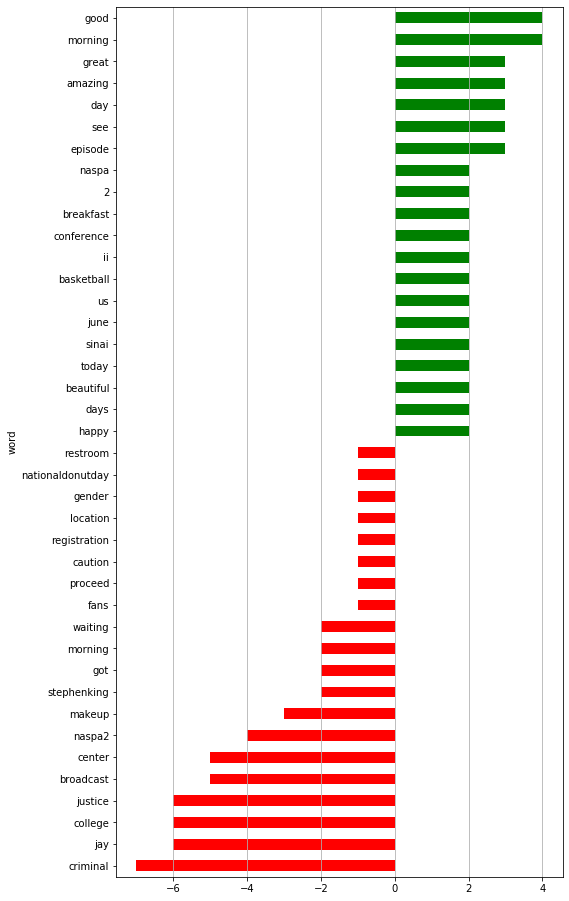 good
morning
great
amazing
day
see
episode
naspa
2
breakfast
conference
ii
basketball
us
june
sinai
today
beautiful
days
happy
word
restroom
nationaldonutday
gender
location
registration
caution
proceed
fans
waiting
morning
got
stephenking
makeup
naspa2
center
broadcast
justice
college
jay
criminal
−6 −4 −2 0 2 4